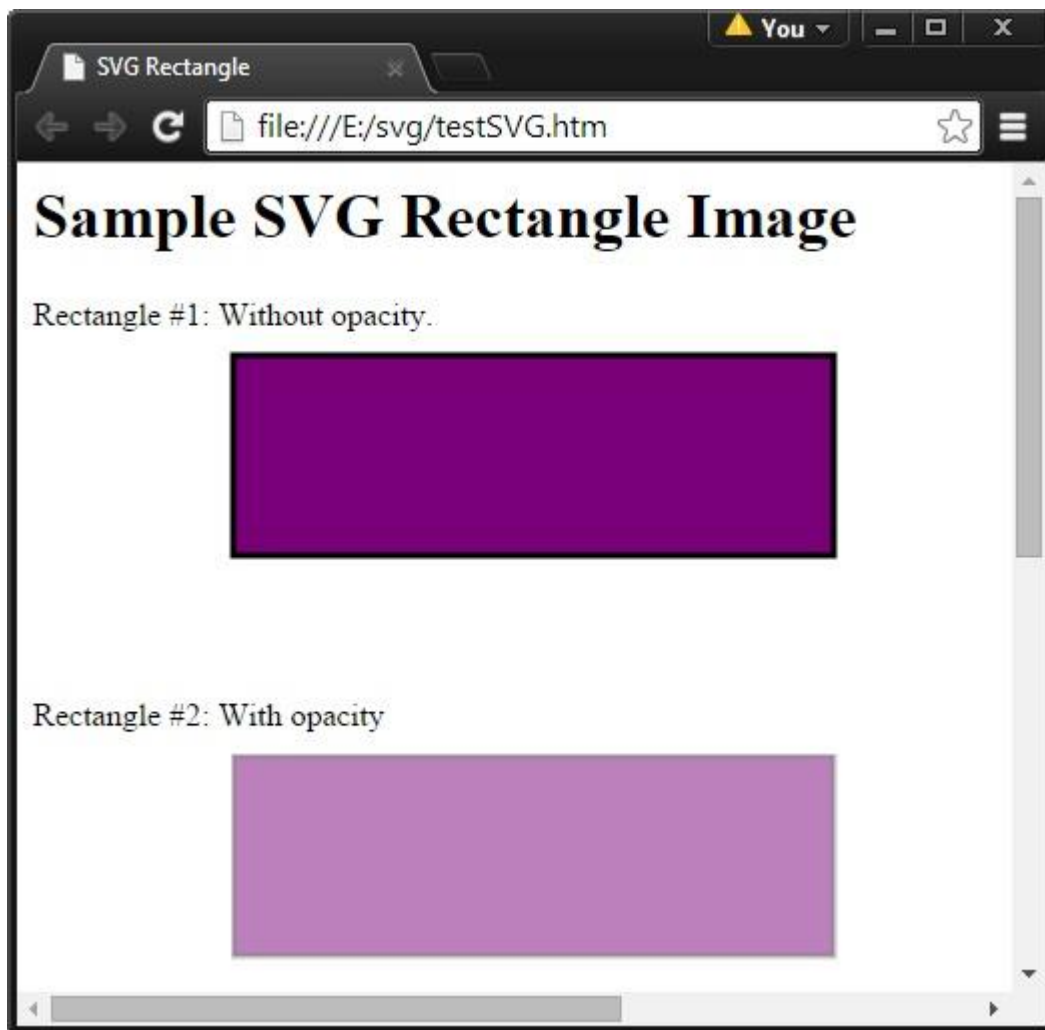 You
SVG Rectangle
file:///E:/svg/testSVG.htm
Sample SVG Rectangle Image
Rectangle #1: Without opacity.
Rectangle #2: With opacity